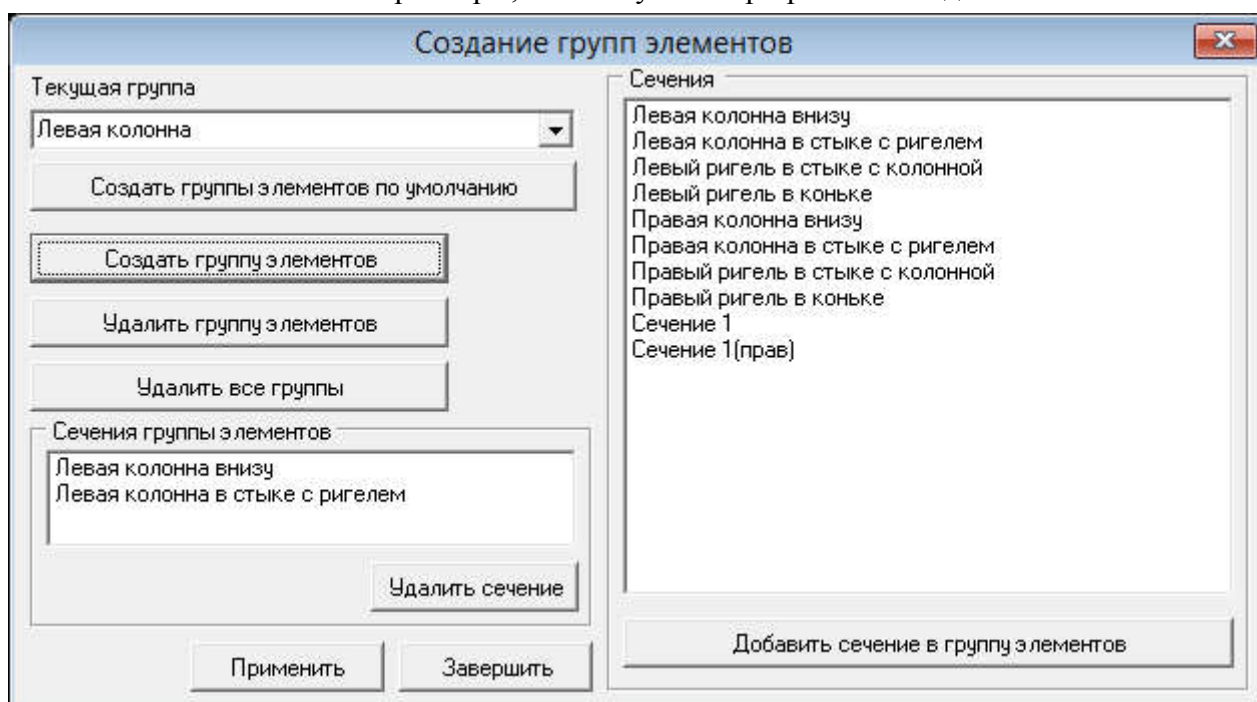 Создание групп элементов
Текущая группа
Левая колонна
Создать группы элементов по умолчанию
Создать группу элементов
Удалить группу элементов
Удалить все группы
Сечения группы элементов
Левая колонна внизу
Левая колонна в стыке с ригелем
Удалить сечение
Применить
Завершить
Сечения
Левая колонна внизу
Левая колонна в стыке с ригелем
Левый ригель в стыке с колонной
Левый ригель в коньке
Правая колонна внизу
Правая колонна в стыке с ригелем
Правый ригель в стыке с колонной
Правый ригель в коньке
Сечение 1
Сечение 1(прав)
Добавить сечение в группу элементов